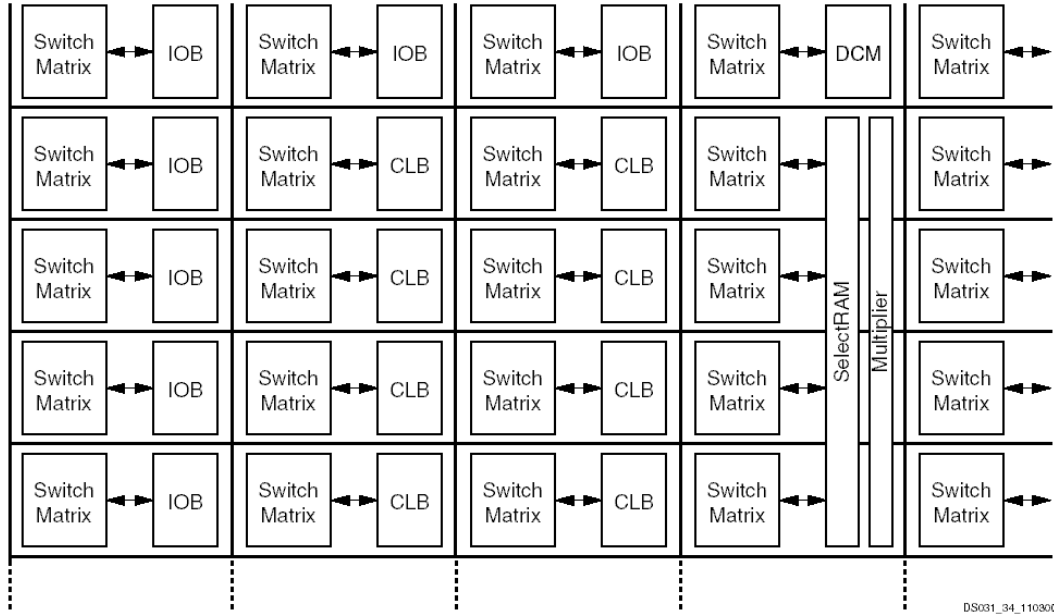 Switch Matrix IOB Switch Matrix IOB Switch Matrix IOB Switch Matrix DCM Switch Matrix
Switch Matrix IOB Switch Matrix CLB Switch Matrix CLB Switch Matrix Switch Matrix
Switch Matrix IOB Switch Matrix CLB Switch Matrix CLB Switch Matrix Switch Matrix
SelectRAM
Multiplier
Switch Matrix IOB Switch Matrix CLB Switch Matrix CLB Switch Matrix Switch Matrix
Switch Matrix IOB Switch Matrix CLB Switch Matrix CLB Switch Matrix Switch Matrix